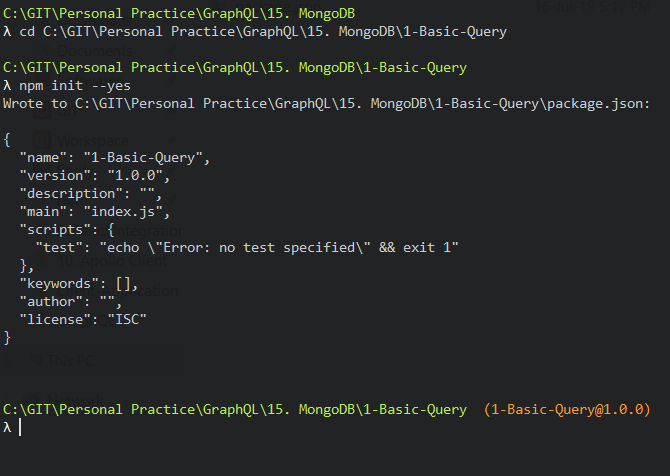 C:\GIT\Personal Practice\GraphQL\15. MongoDB
λ cd C:\GIT\Personal Practice\GraphQL\15. MongoDB\1-Basic-Query
C:\GIT\Personal Practice\GraphQL\15. MongoDB\1-Basic-Query
λ npm init --yes
Wrote to C:\GIT\Personal Practice\GraphQL\15. MongoDB\1-Basic-Query\package.json:
{
  "name": "1-Basic-Query",
  "version": "1.0.0",
  "description": "",
  "main": "index.js",
  "scripts": {
    "test": "echo \"Error: no test specified\" && exit 1"
  },
  "keywords": [],
  "author": "",
  "license": "ISC"
}
C:\GIT\Personal Practice\GraphQL\15. MongoDB\1-Basic-Query  (1-Basic-Query@1.0.0)
λ